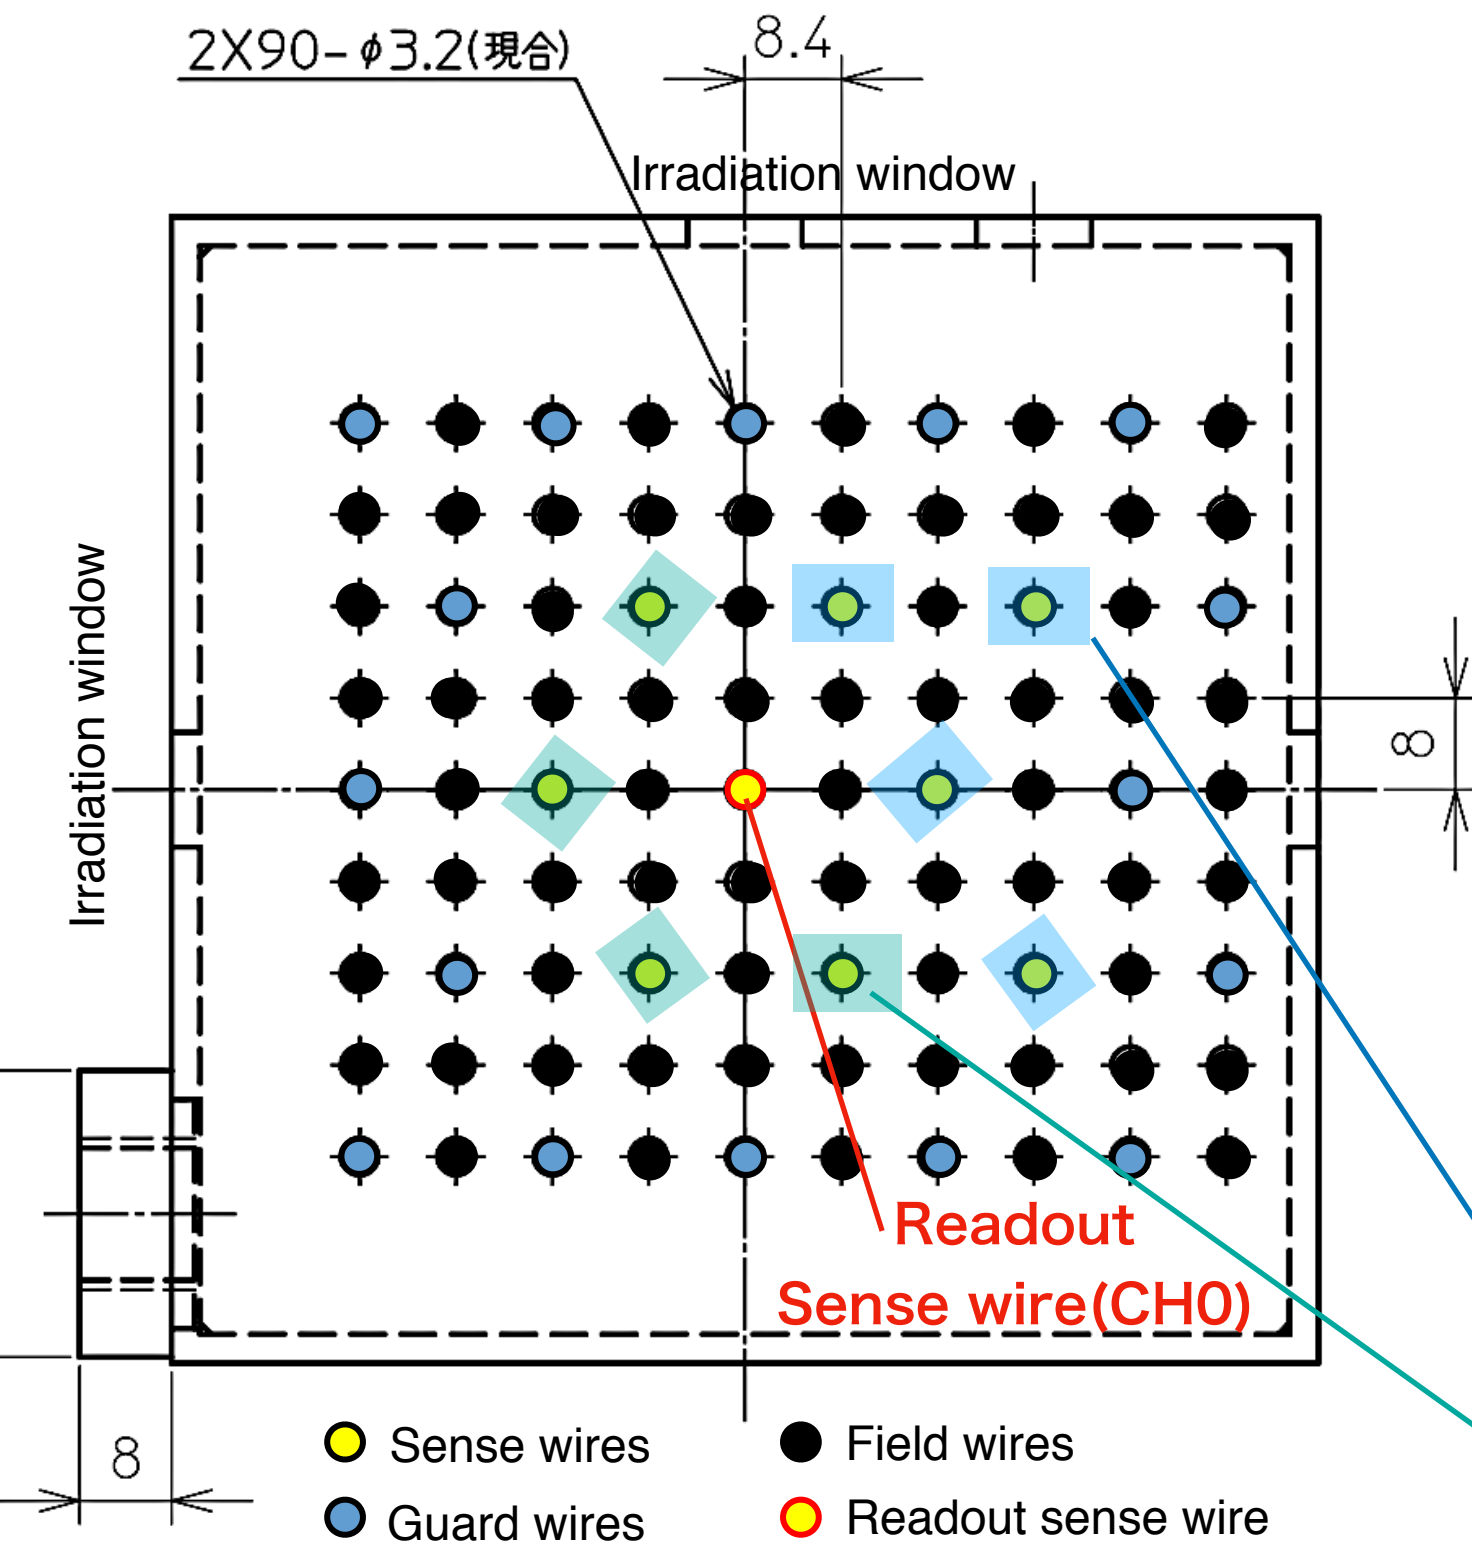 2X90-φ3.2(現合)
8.4
Irradiation window
Irradiation window
8
Readout
Sense wire(CH0)
8
Sense wires
Field wires
Guard wires
Readout sense wire